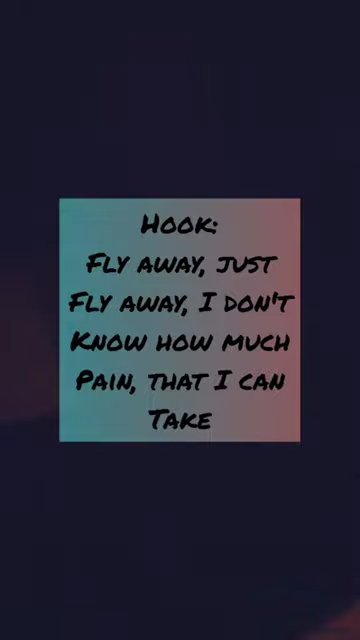 Hook:
Fly away, just
Fly away, I don't
Know how much
Pain, that I can
Take